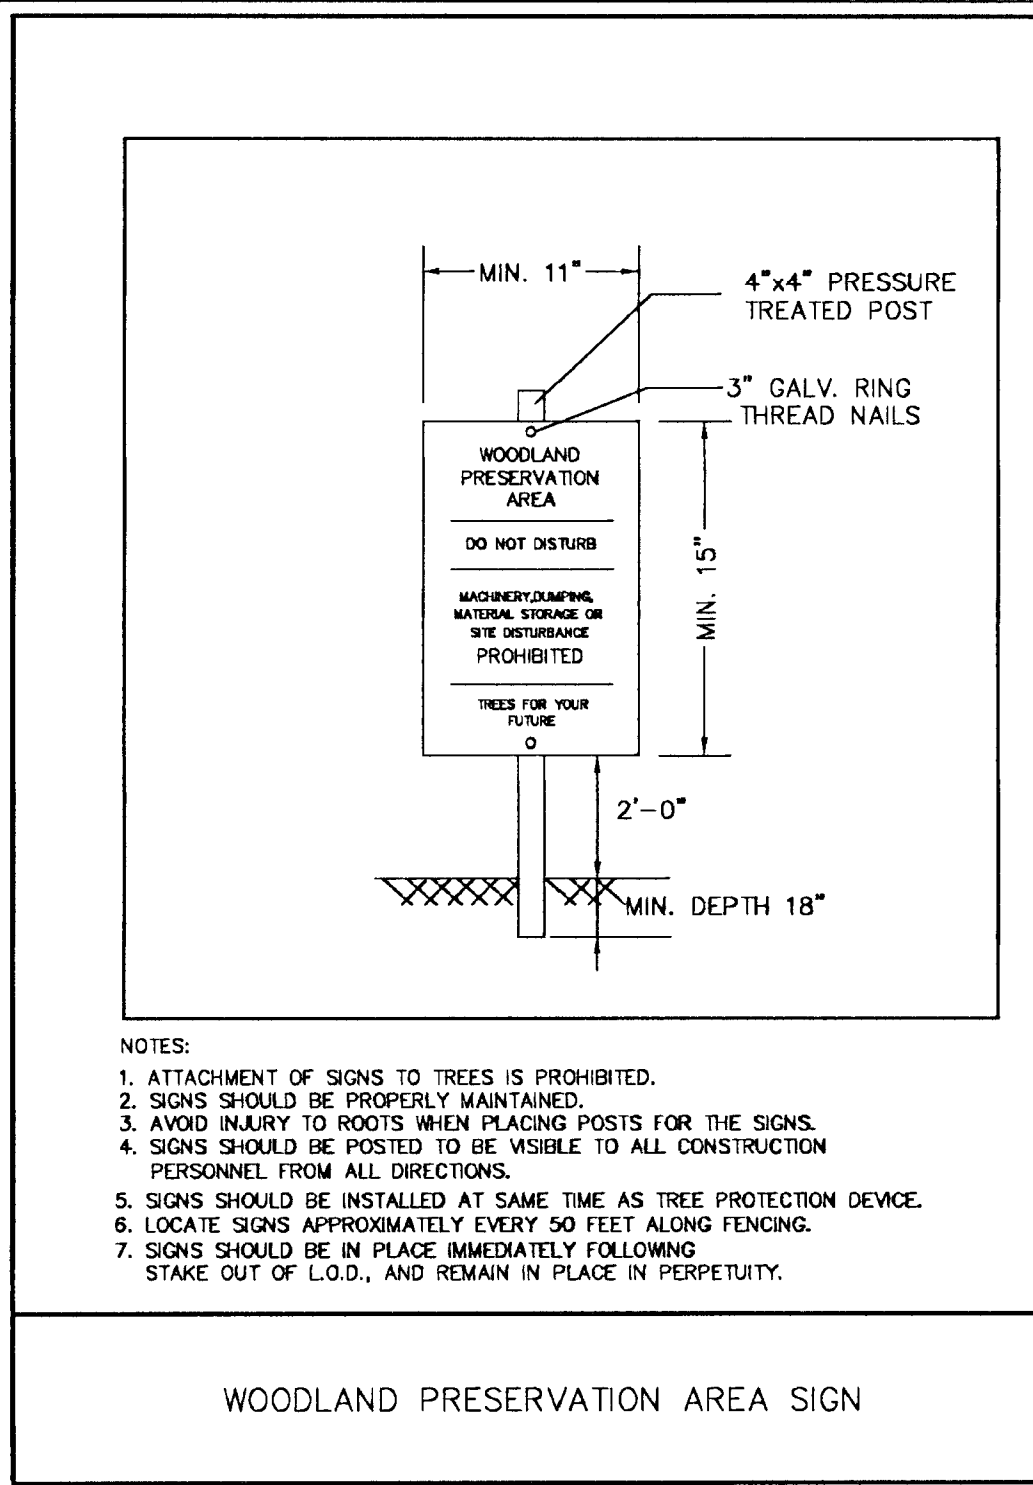 MIN. 11"
4"x4" PRESSURE
TREATED POST
3" GALV. RING
THREAD NAILS
WOODLAND
PRESERVATION
AREA
DO NOT DISTURB
MACHINERY,DUMPING,
MATERIAL STORAGE OR
SITE DISTURBANCE
PROHIBITED
TREES FOR YOUR
FUTURE
MIN. 15"
2'-0"
MIN. DEPTH 18"
NOTES:
1. ATTACHMENT OF SIGNS TO TREES IS PROHIBITED.
2. SIGNS SHOULD BE PROPERLY MAINTAINED.
3. AVOID INJURY TO ROOTS WHEN PLACING POSTS FOR THE SIGNS.
4. SIGNS SHOULD BE POSTED TO BE VISIBLE TO ALL CONSTRUCTION
PERSONNEL FROM ALL DIRECTIONS.
5. SIGNS SHOULD BE INSTALLED AT SAME TIME AS TREE PROTECTION DEVICE.
6. LOCATE SIGNS APPROXIMATELY EVERY 50 FEET ALONG FENCING.
7. SIGNS SHOULD BE IN PLACE IMMEDIATELY FOLLOWING
STAKE OUT OF L.O.D., AND REMAIN IN PLACE IN PERPETUITY.
WOODLAND PRESERVATION AREA SIGN